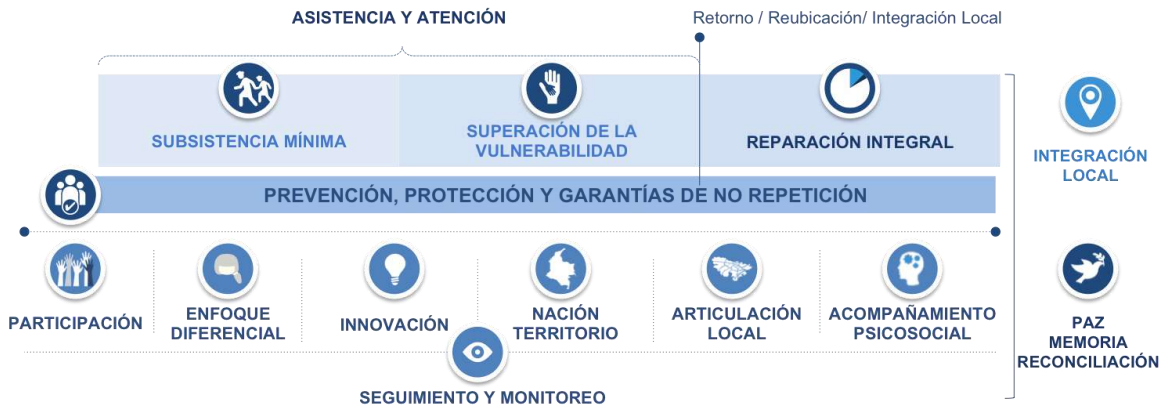 ASISTENCIA Y ATENCIÓN
Retorno / Reubicación/ Integración Local
SUBSISTENCIA MÍNIMA
SUPERACIÓN DE LA
VULNERABILIDAD
REPARACIÓN INTEGRAL
INTEGRACIÓN
LOCAL
PREVENCIÓN, PROTECCIÓN Y GARANTÍAS DE NO REPETICIÓN
PARTICIPACIÓN
ENFOQUE
DIFERENCIAL
INNOVACIÓN
NACIÓN
TERRITORIO
ARTICULACIÓN
LOCAL
ACOMPAÑAMIENTO
PSICOSOCIAL
PAZ
MEMORIA
RECONCILIACIÓN
SEGUIMIENTO Y MONITOREO